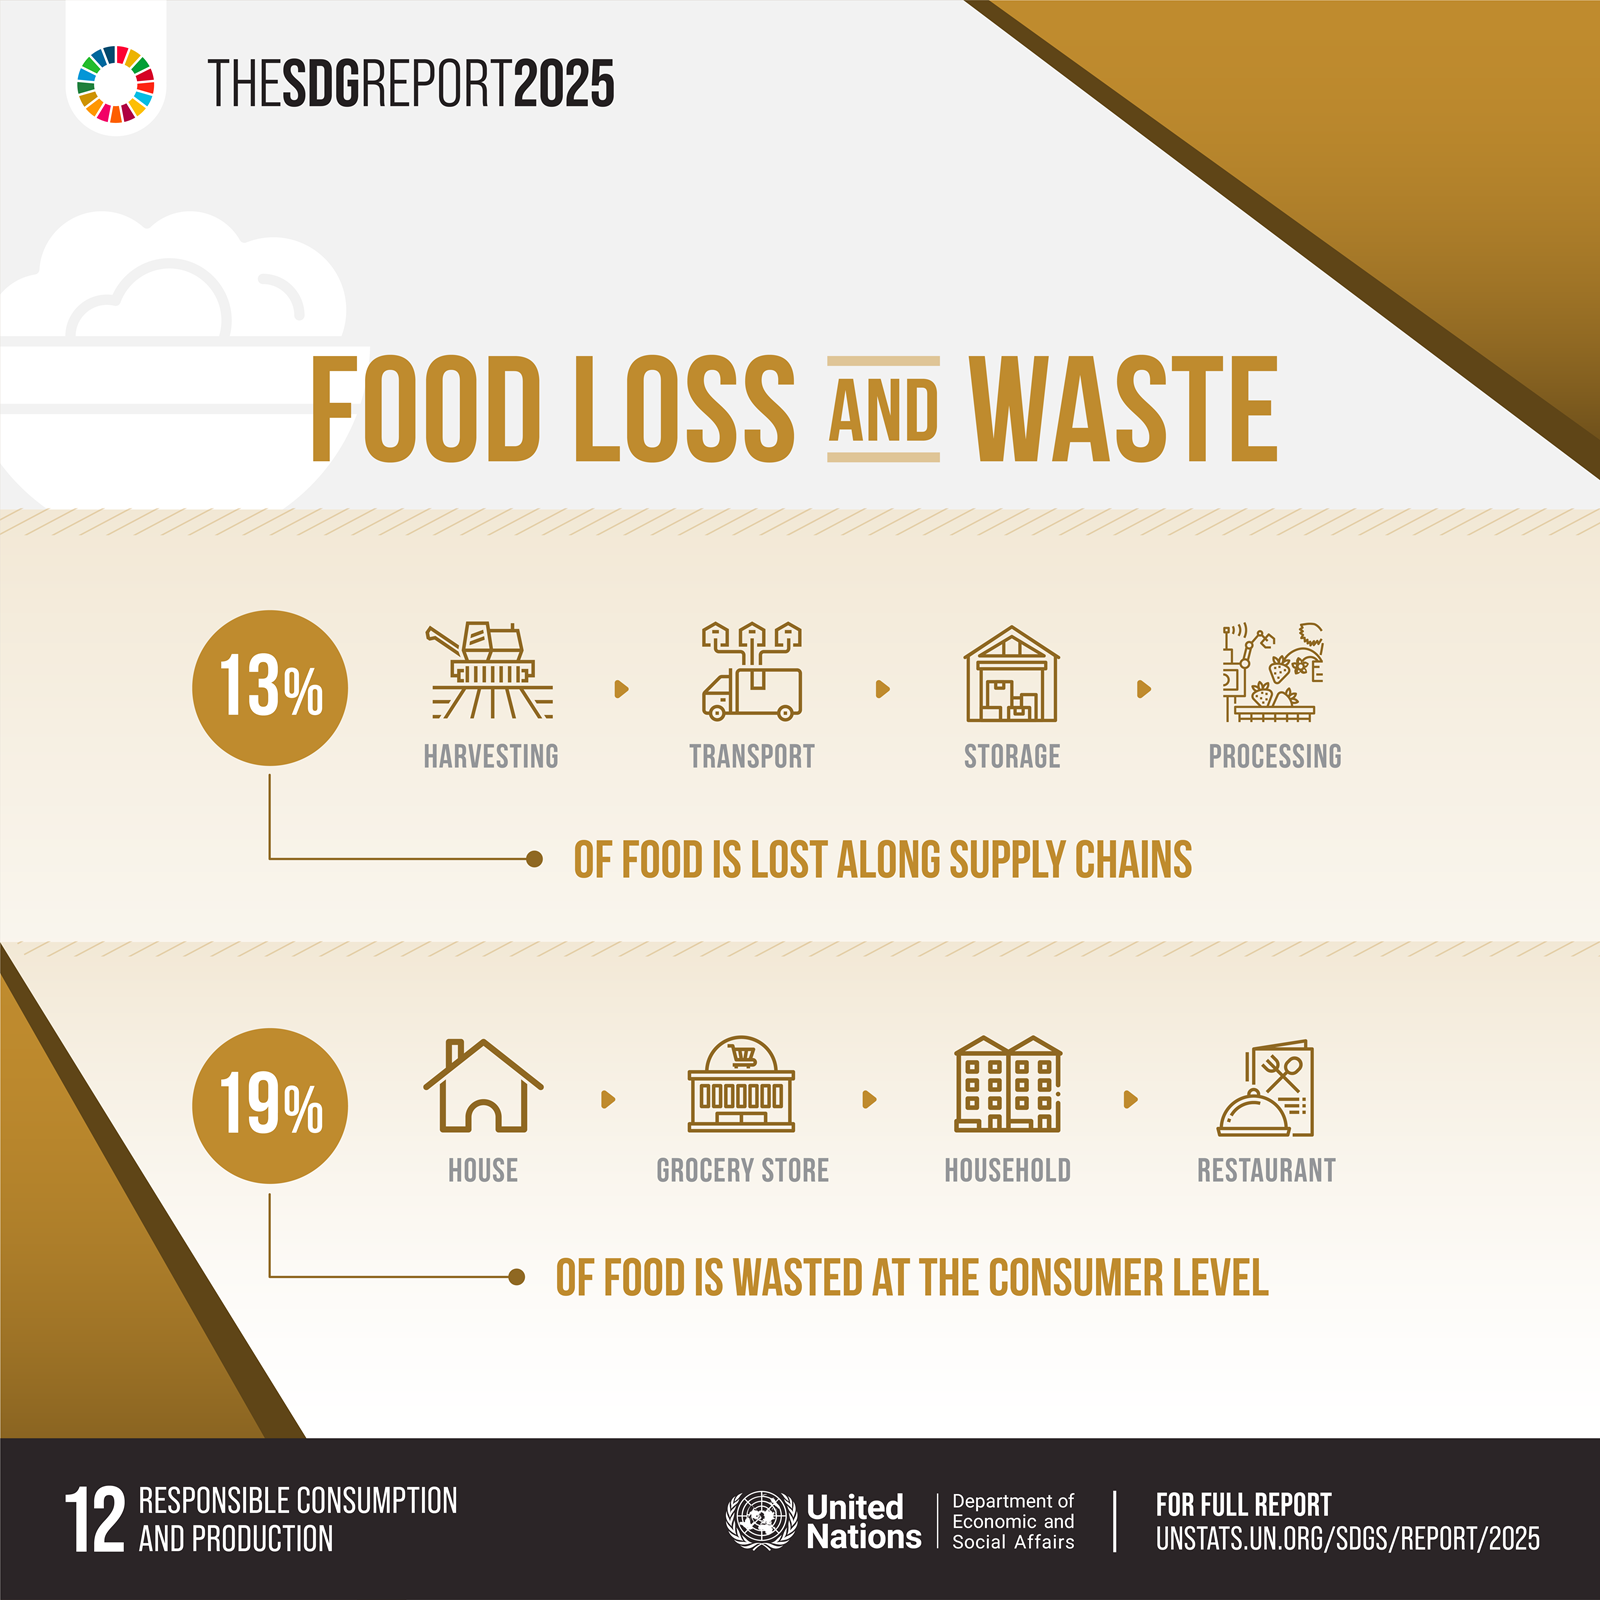 THESDGREPORT2025
FOOD LOSS AND WASTE
13%
HARVESTING
TRANSPORT
STORAGE
PROCESSING
OF FOOD IS LOST ALONG SUPPLY CHAINS
19%
HOUSE
GROCERY STORE
HOUSEHOLD
RESTAURANT
OF FOOD IS WASTED AT THE CONSUMER LEVEL
12 RESPONSIBLE CONSUMPTION
AND PRODUCTION
United
Nations
Department of
Economic and
Social Affairs
FOR FULL REPORT
UNSTATS.UN.ORG/SDGS/REPORT/2025